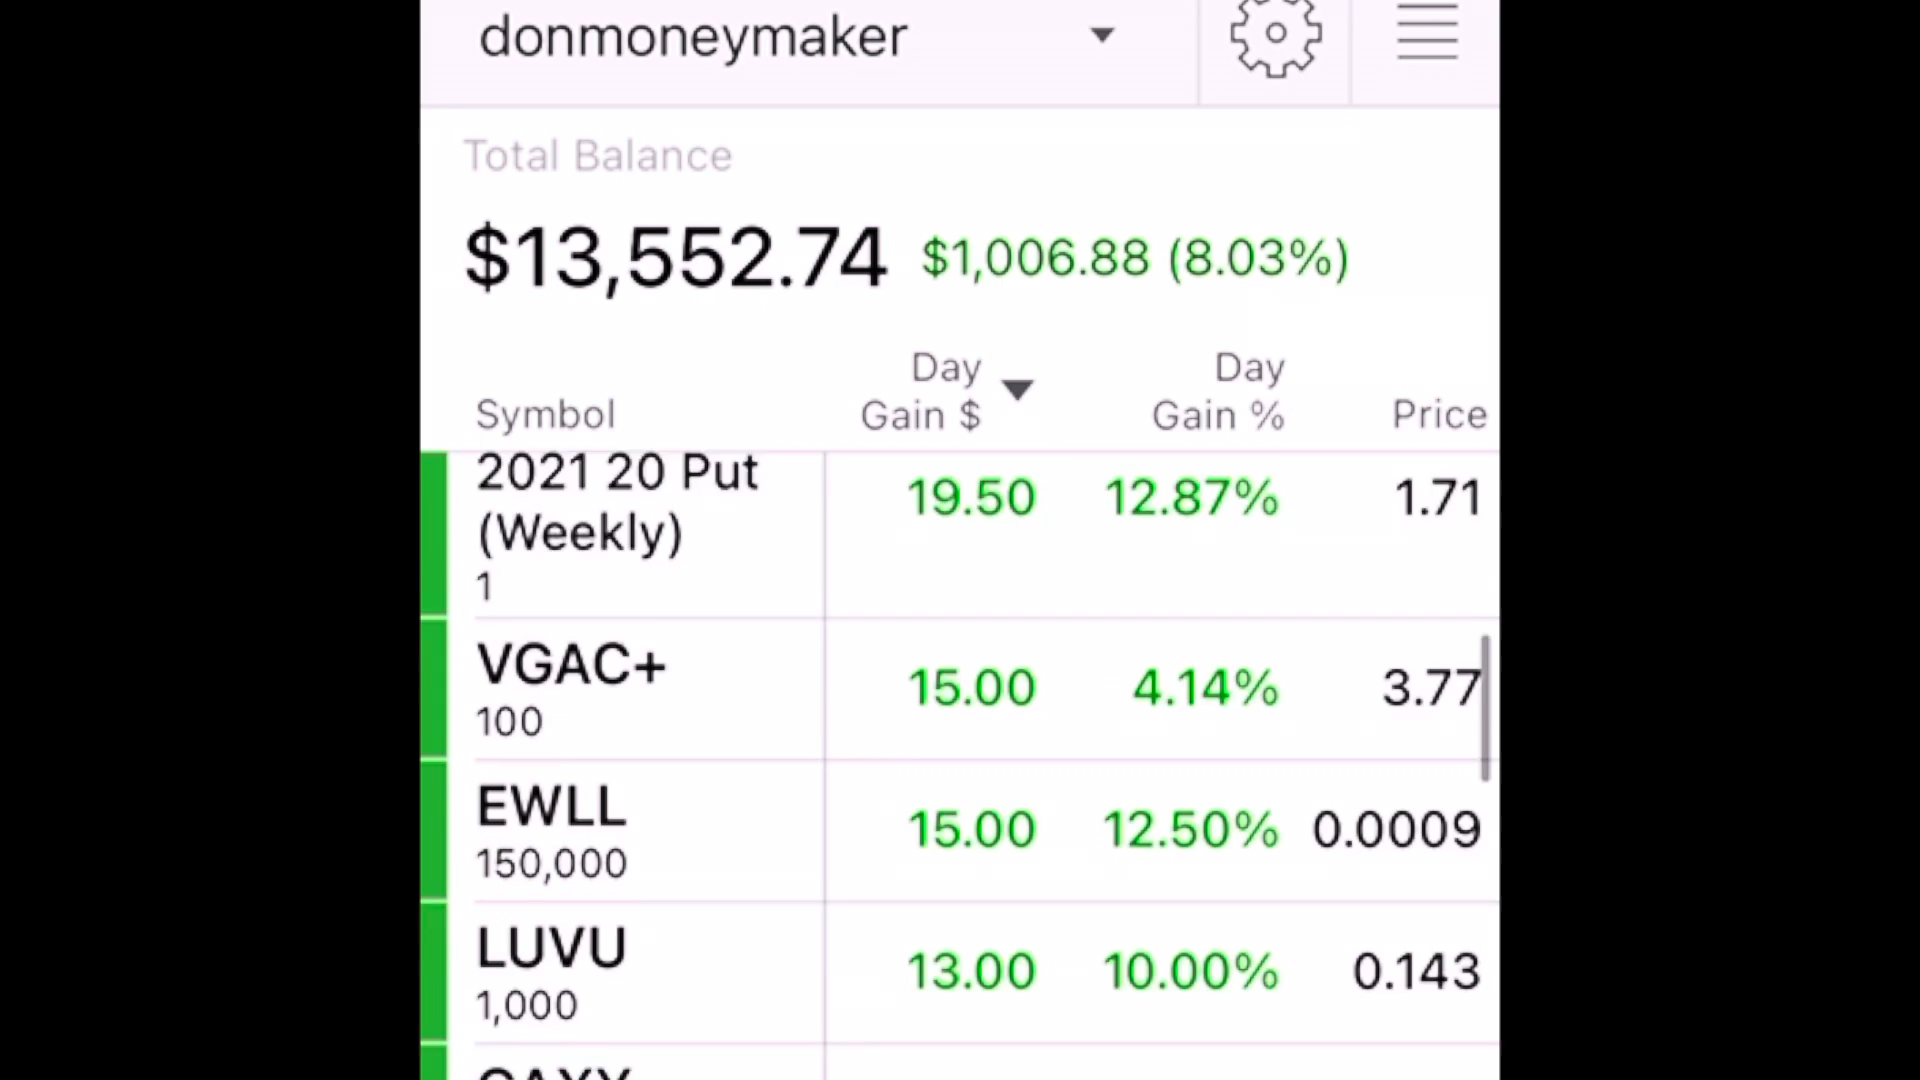 donmoneymaker
Total Balance
$13,552.74 $1,006.88 (8.03%)
Symbol Day Gain $ Day Gain % Price
2021 20 Put (Weekly) 19.50 12.87% 1.71
1
VGAC+ 15.00 4.14% 3.77
100
EWLL 15.00 12.50% 0.0009
150,000
LUVU 13.00 10.00% 0.143
1,000